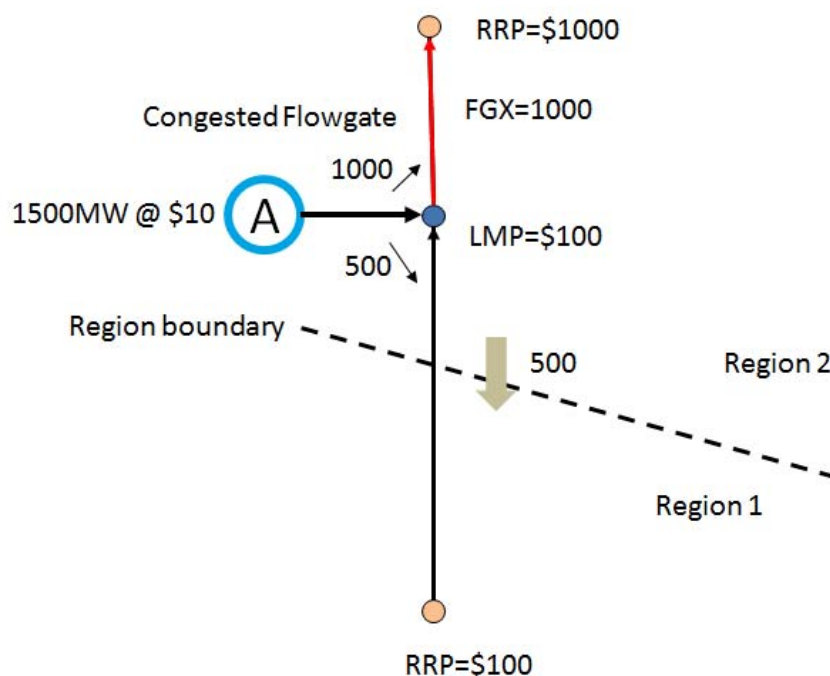 RRP=$1000
Congested Flowgate
FGX=1000
1000
1500MW @ $10
A
LMP=$100
500
Region boundary
500
Region 2
Region 1
RRP=$100